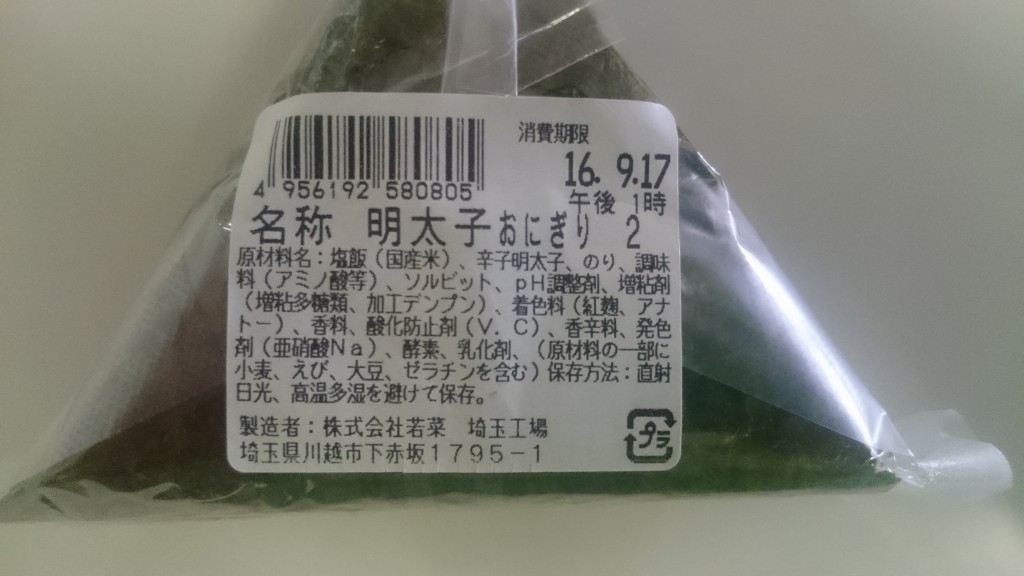 消費期限
16. 9.17
午後 1時
4 956192 580805
名称 明太子おにぎり 2
原材料名：塩飯（国産米）、辛子明太子、のり、調味
料（アミノ酸等）、ソルビット、ｐＨ調整剤、増粘剤
（増粘多糖類、加工デンプン）、着色料（紅麹、アナ
トー）、香料、酸化防止剤（Ｖ．Ｃ）、香辛料、発色
剤（亜硝酸Ｎａ）、酵素、乳化剤、（原材料の一部に
小麦、えび、大豆、ゼラチンを含む）保存方法：直射
日光、高温多湿を避けて保存。
製造者：株式会社若菜 埼玉工場
埼玉県川越市下赤坂１７９５－１
プラ